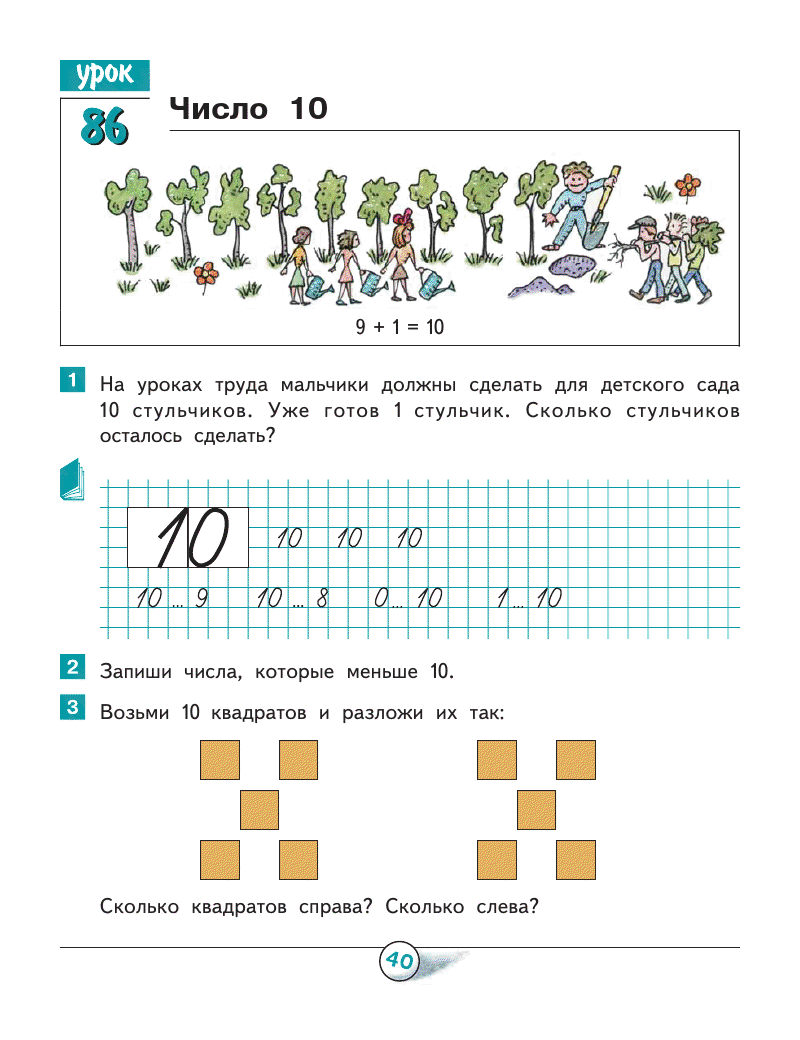 урок
86
Число 10
9 + 1 = 10
1 На уроках труда мальчики должны сделать для детского сада
10 стульчиков. Уже готов 1 стульчик. Сколько стульчиков
осталось сделать?
10 10 10 10
10 ... 9 10 ... 8 0 ... 10 1 ... 10
2 Запиши числа, которые меньше 10.
3 Возьми 10 квадратов и разложи их так:
Сколько квадратов справа? Сколько слева?
40